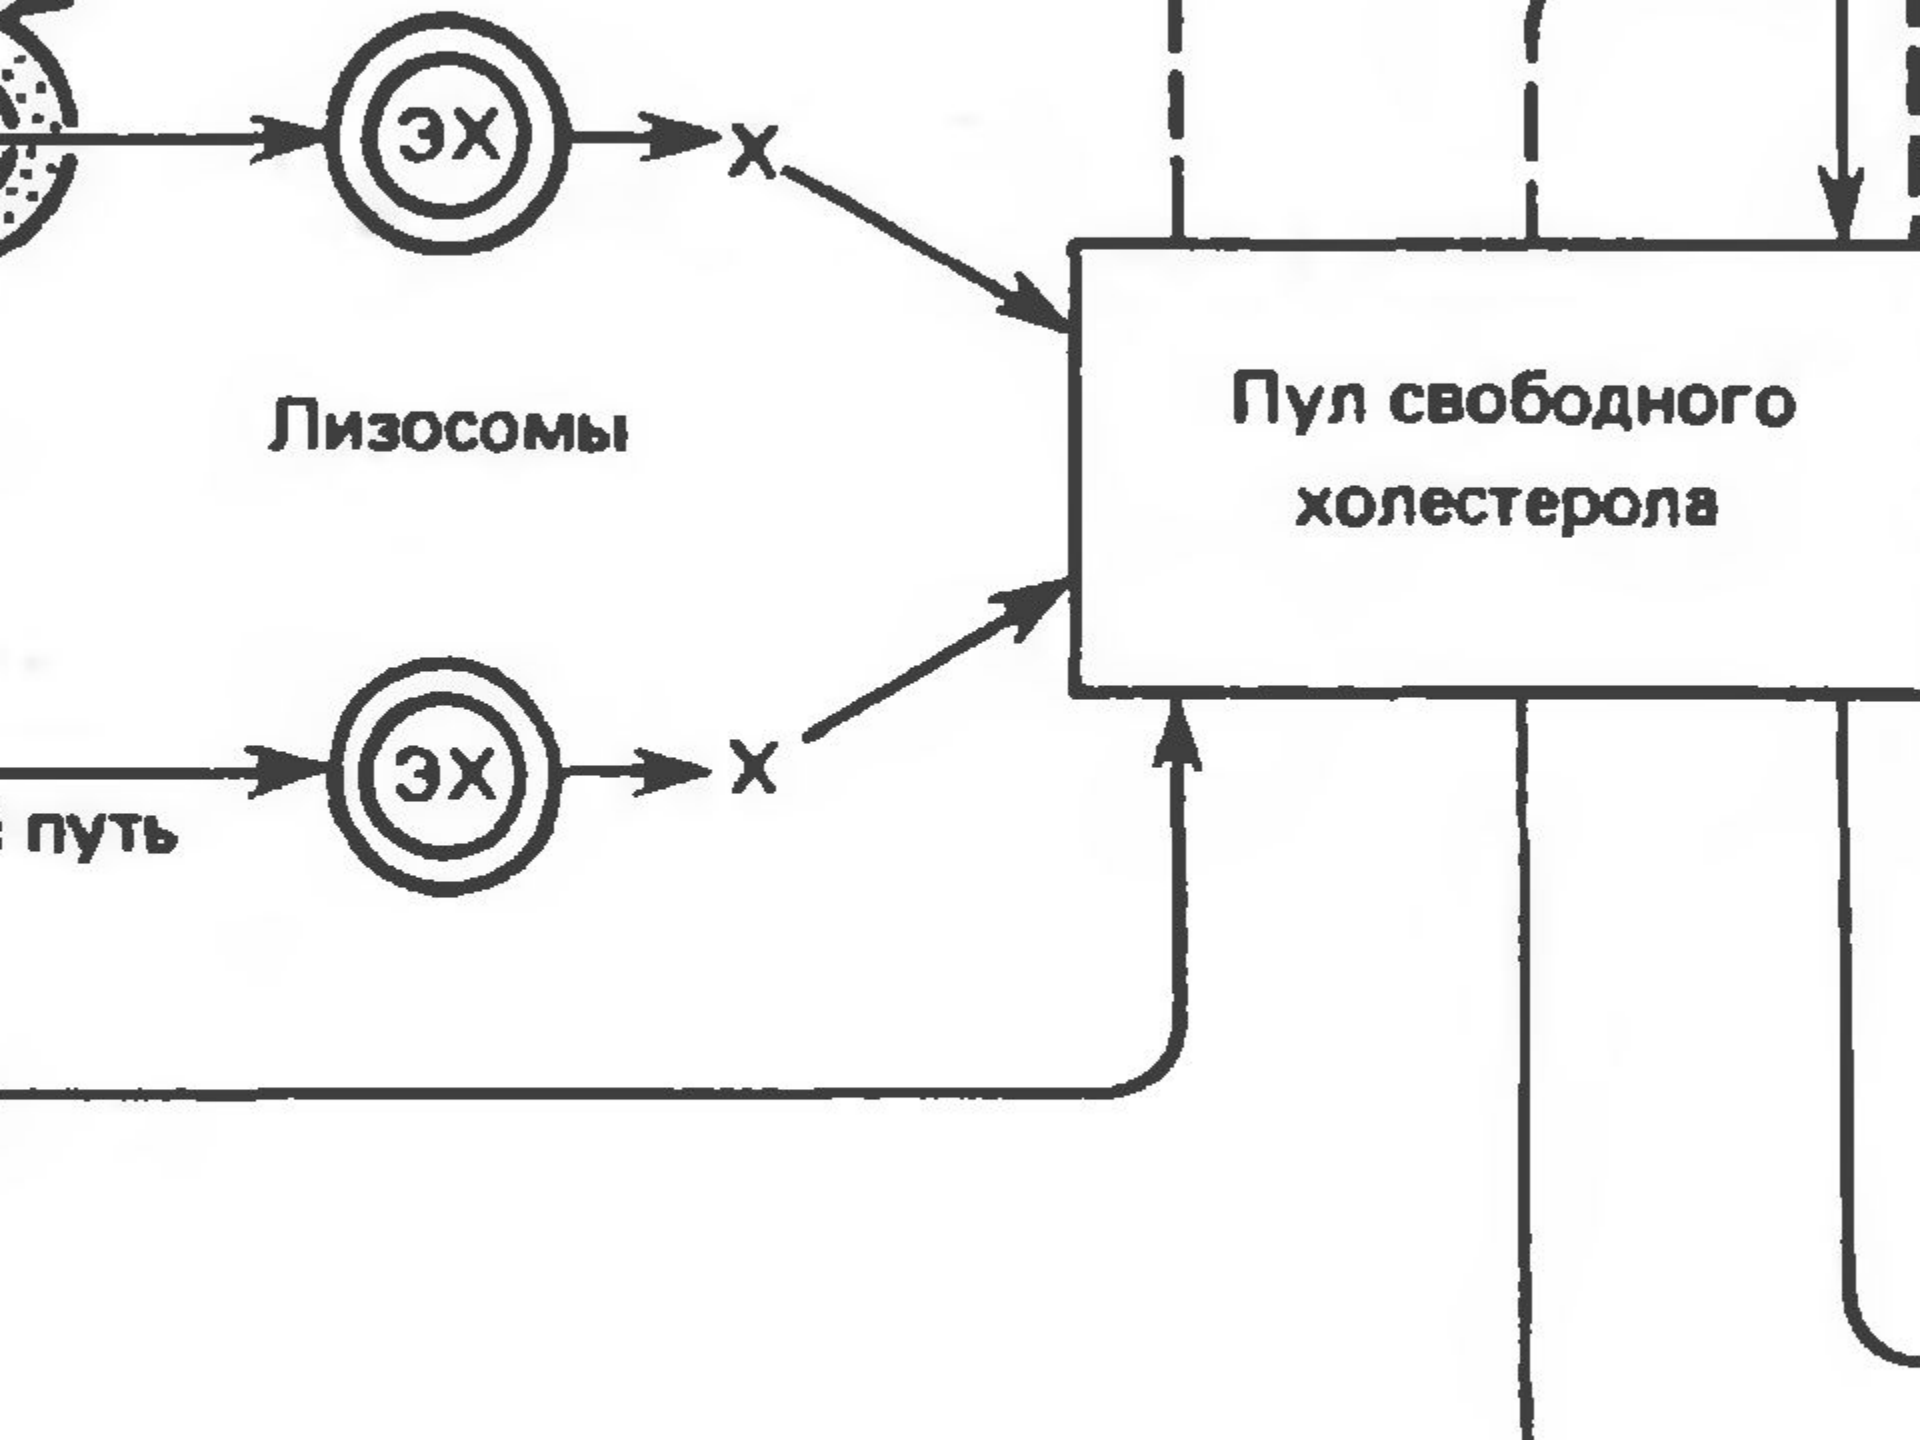 ЭХ
Х
Лизосомы
Пул свободного
холестерола
ЭХ
Х
путь